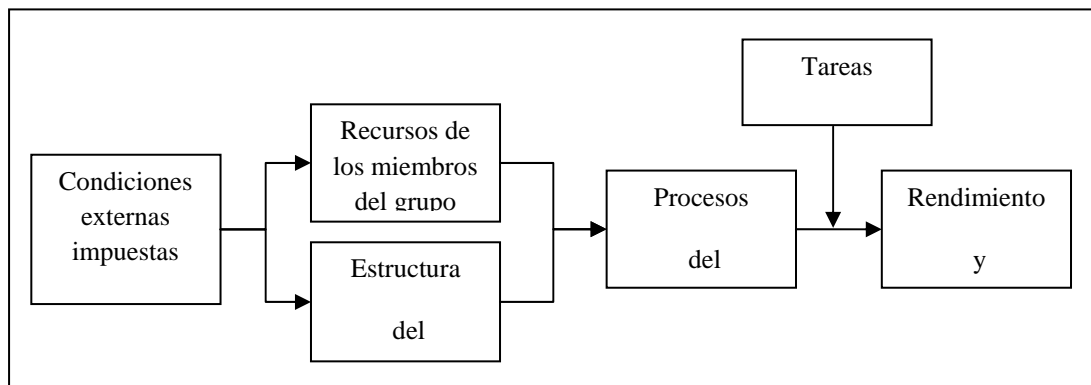 Tareas
Recursos de
los miembros
del grupo
Condiciones
externas
impuestas
Procesos
del
Rendimiento
y
Estructura
del